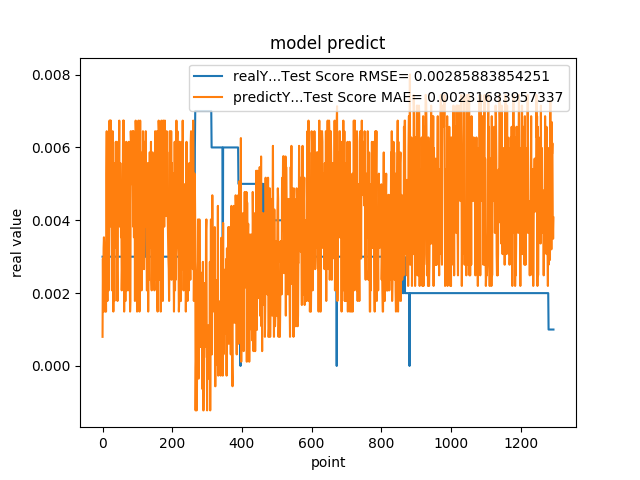 model predict
realY...Test Score RMSE= 0.00285883854251
predictY...Test Score MAE= 0.00231683957337
0.008
0.006
0.004
0.002
0.000
real value
0 200 400 600 800 1000 1200
point